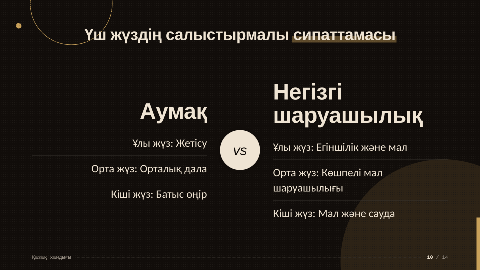 Үш жүздің салыстырмалы сипаттамасы
Аумақ
Ұлы жүз: Жетісу
Орта жүз: Орталық дала
Кіші жүз: Батыс өңір
vs
Негізгі
шаруашылық
Ұлы жүз: Егіншілік және мал
Орта жүз: Көшпелі мал
шаруашылығы
Кіші жүз: Мал және сауда
10 / 14